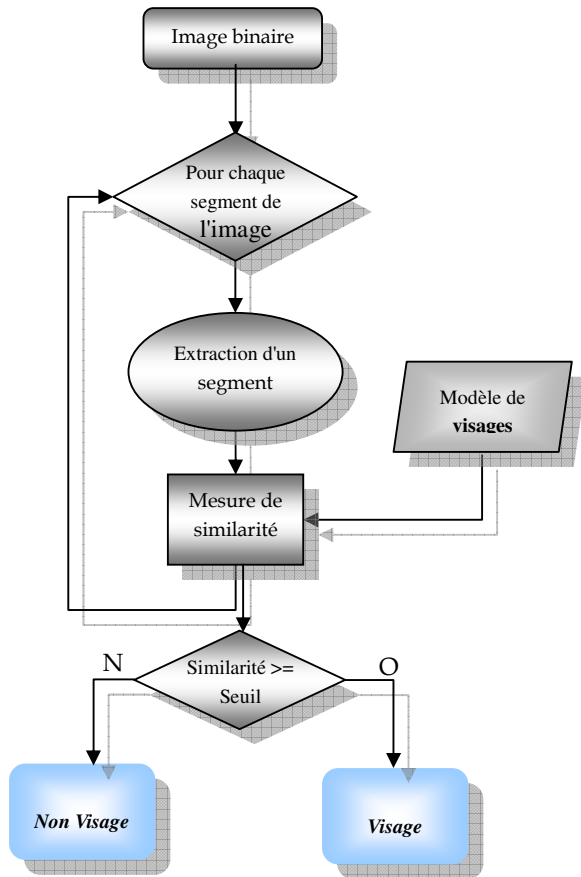 Image binaire
Pour chaque
segment de
l'image
Extraction d'un
segment
Modèle de
visages
Mesure de
similarité
N
Similarité >=
Seuil
O
Non Visage
Visage